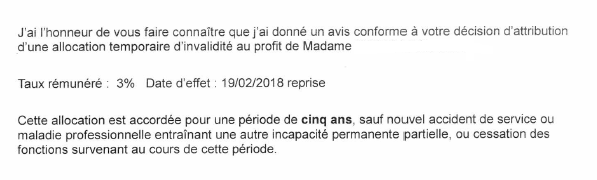 J'ai l'honneur de vous faire connaître que j'ai donné un avis conforme à votre décision d'attribution
d'une allocation temporaire d'invalidité au profit de Madame
Taux rémunéré : 3% Date d'effet : 19/02/2018 reprise
Cette allocation est accordée pour une période de cinq ans, sauf nouvel accident de service ou
maladie professionnelle entraînant une autre incapacité permanente partielle, ou cessation des
fonctions survenant au cours de cette période.